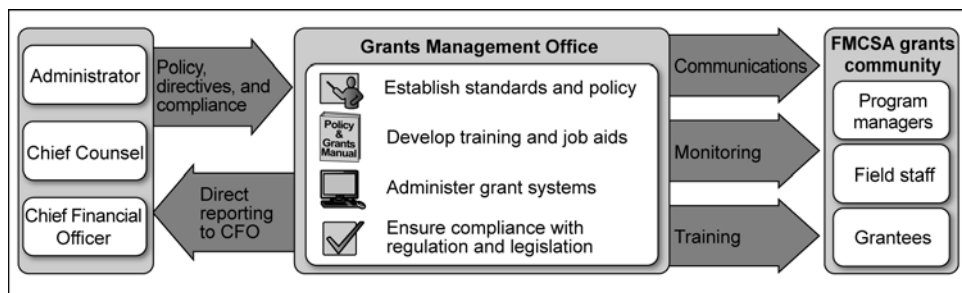 Administrator
Chief Counsel
Chief Financial
Officer
Policy,
directives, and
compliance
Direct
reporting
to CFO
Grants Management Office
Establish standards and policy
Policy
&
Grants
Manual
Develop training and job aids
Administer grant systems
Ensure compliance with
regulation and legislation
Communications
Monitoring
Training
FMCSA grants
community
Program
managers
Field staff
Grantees